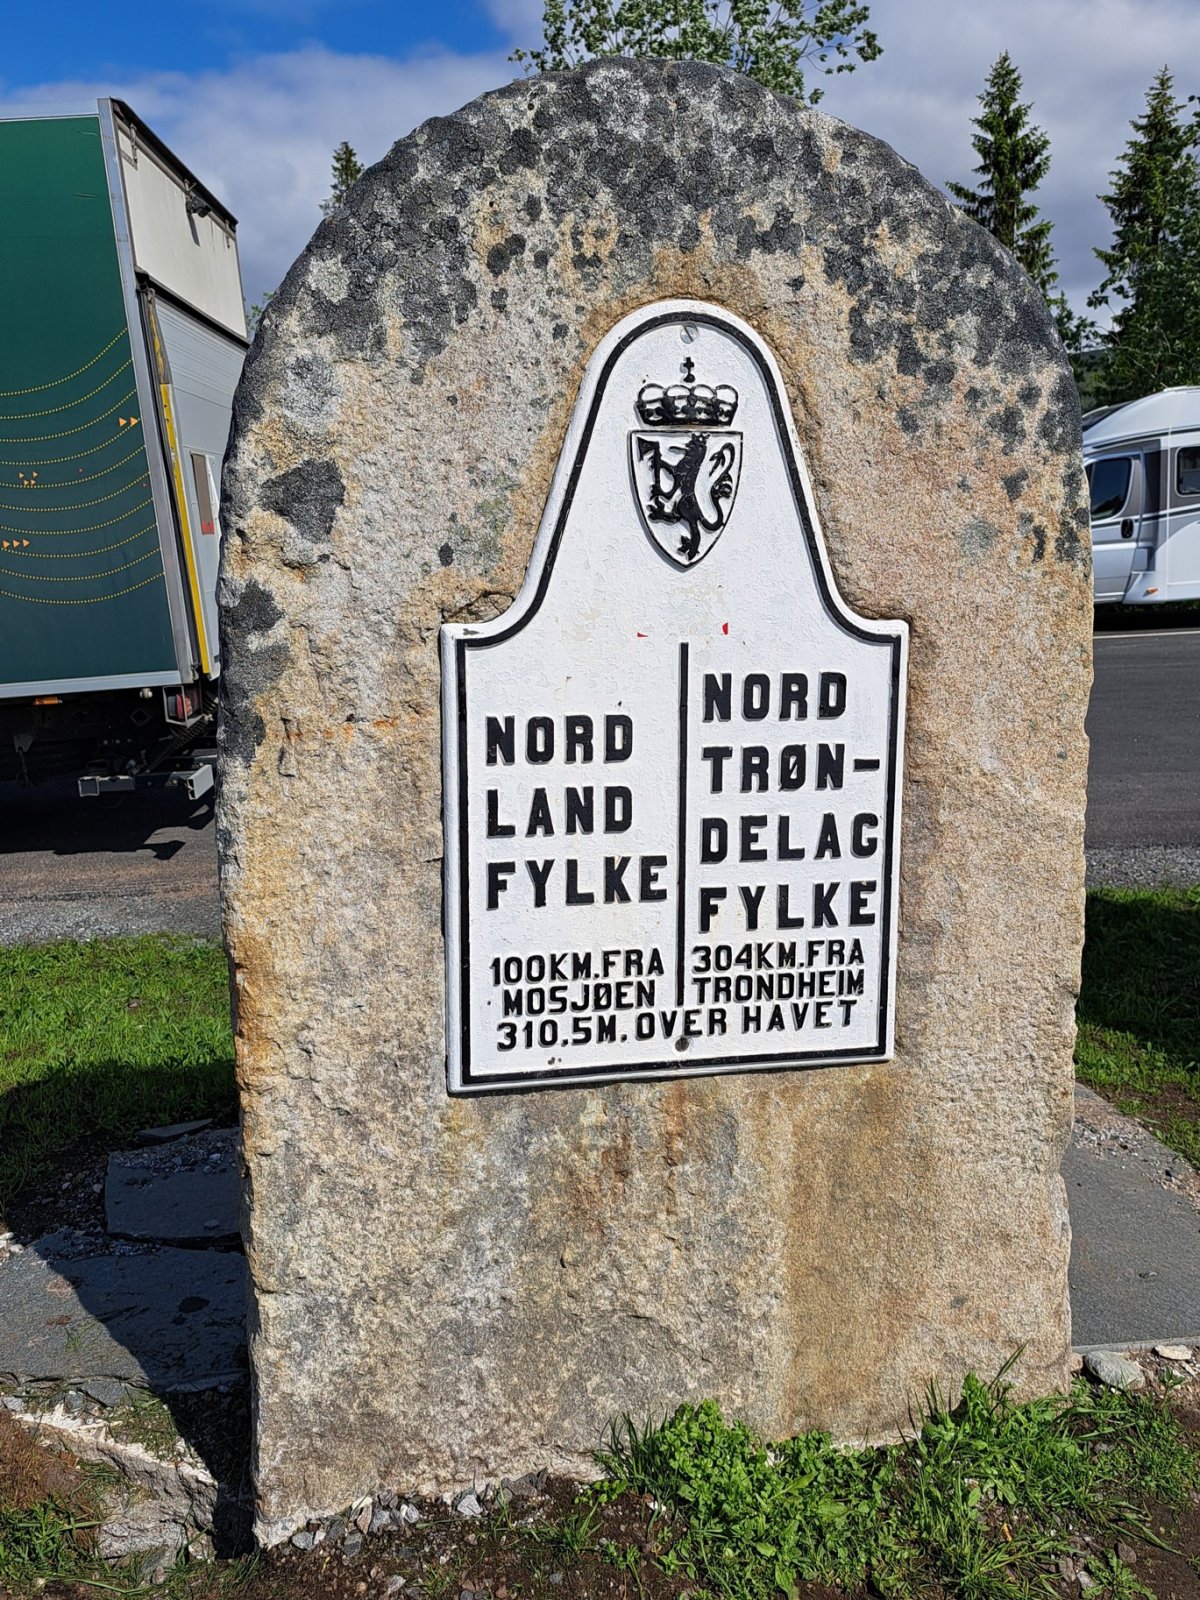 NORD
LAND
FYLKE
100KM.FRA
MOSJØEN
NORD
TRØN-
DELAG
FYLKE
304KM.FRA
TRONDHEIM
310.5M. OVER HAVET